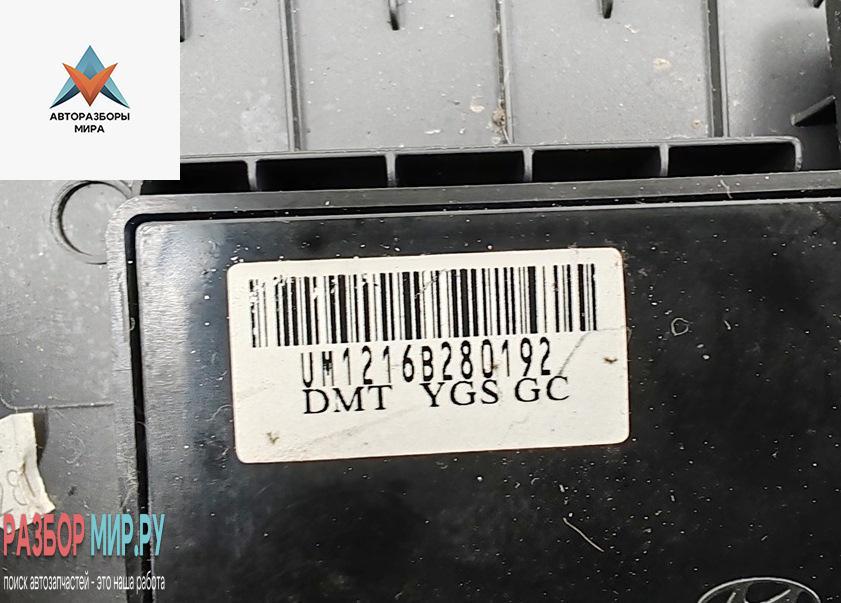 АВТОРАЗБОРЫ
МИРА
UM1216B280192
DMT YGS GC
РАЗБОР МИР.РУ
поиск автозапчастей - это наша работа